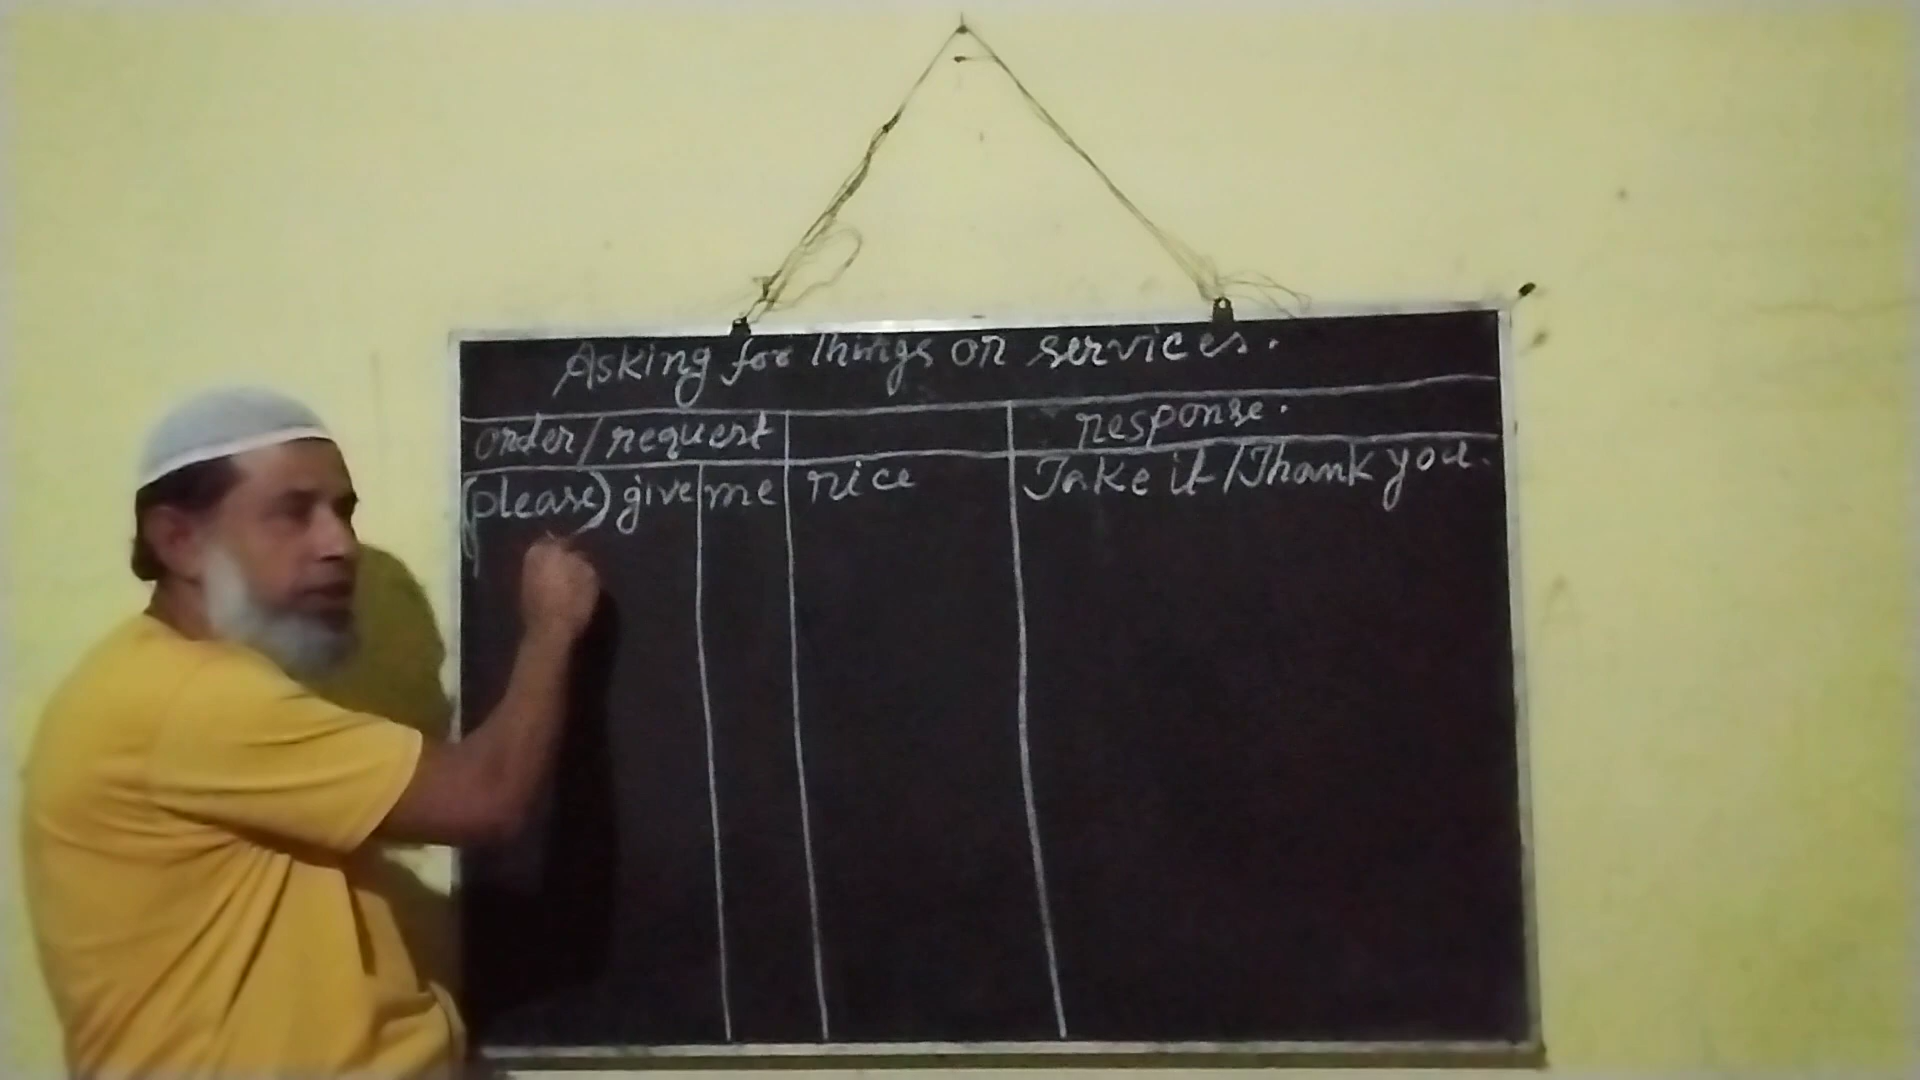 Asking for things or services.
order/request response.
(please) give me rice Take it/Thank you.